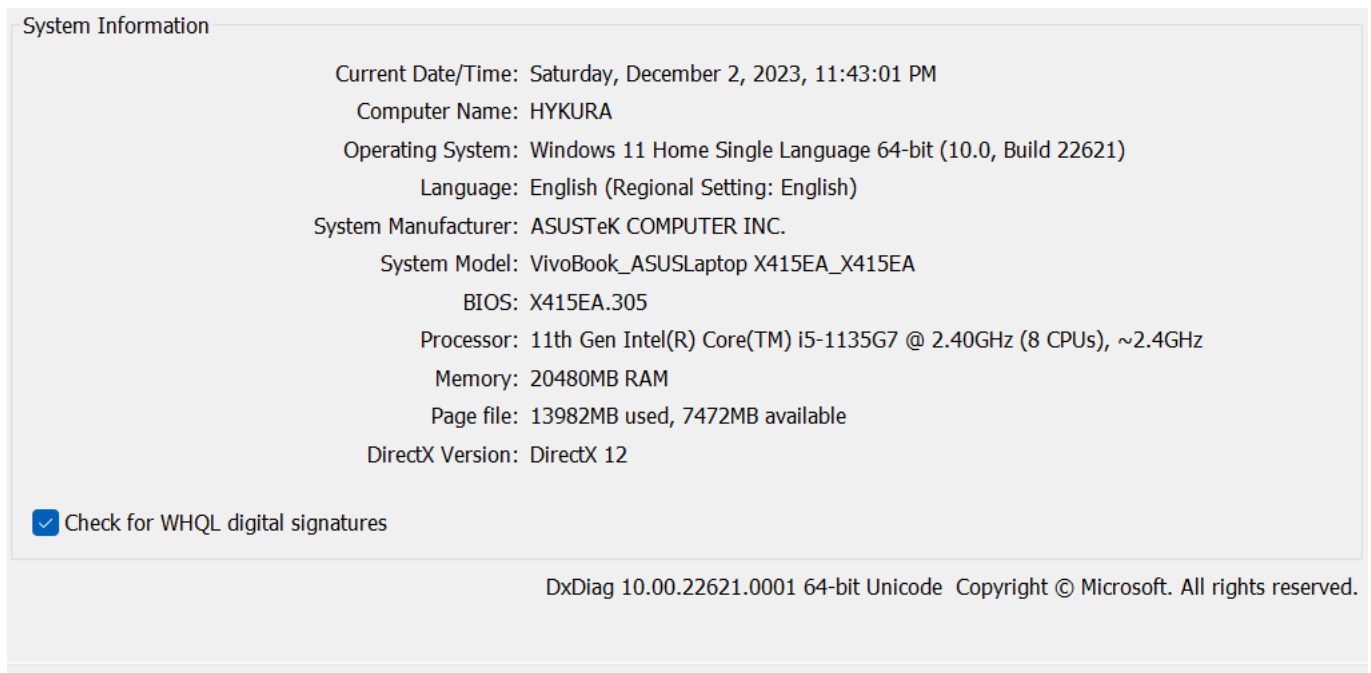 System Information
Current Date/Time: Saturday, December 2, 2023, 11:43:01 PM
Computer Name: HYKURA
Operating System: Windows 11 Home Single Language 64-bit (10.0, Build 22621)
Language: English (Regional Setting: English)
System Manufacturer: ASUSTeK COMPUTER INC.
System Model: VivoBook_ASUSLaptop X415EA_X415EA
BIOS: X415EA.305
Processor: 11th Gen Intel(R) Core(TM) i5-1135G7 @ 2.40GHz (8 CPUs), ~2.4GHz
Memory: 20480MB RAM
Page file: 13982MB used, 7472MB available
DirectX Version: DirectX 12
Check for WHQL digital signatures
DxDiag 10.00.22621.0001 64-bit Unicode Copyright © Microsoft. All rights reserved.